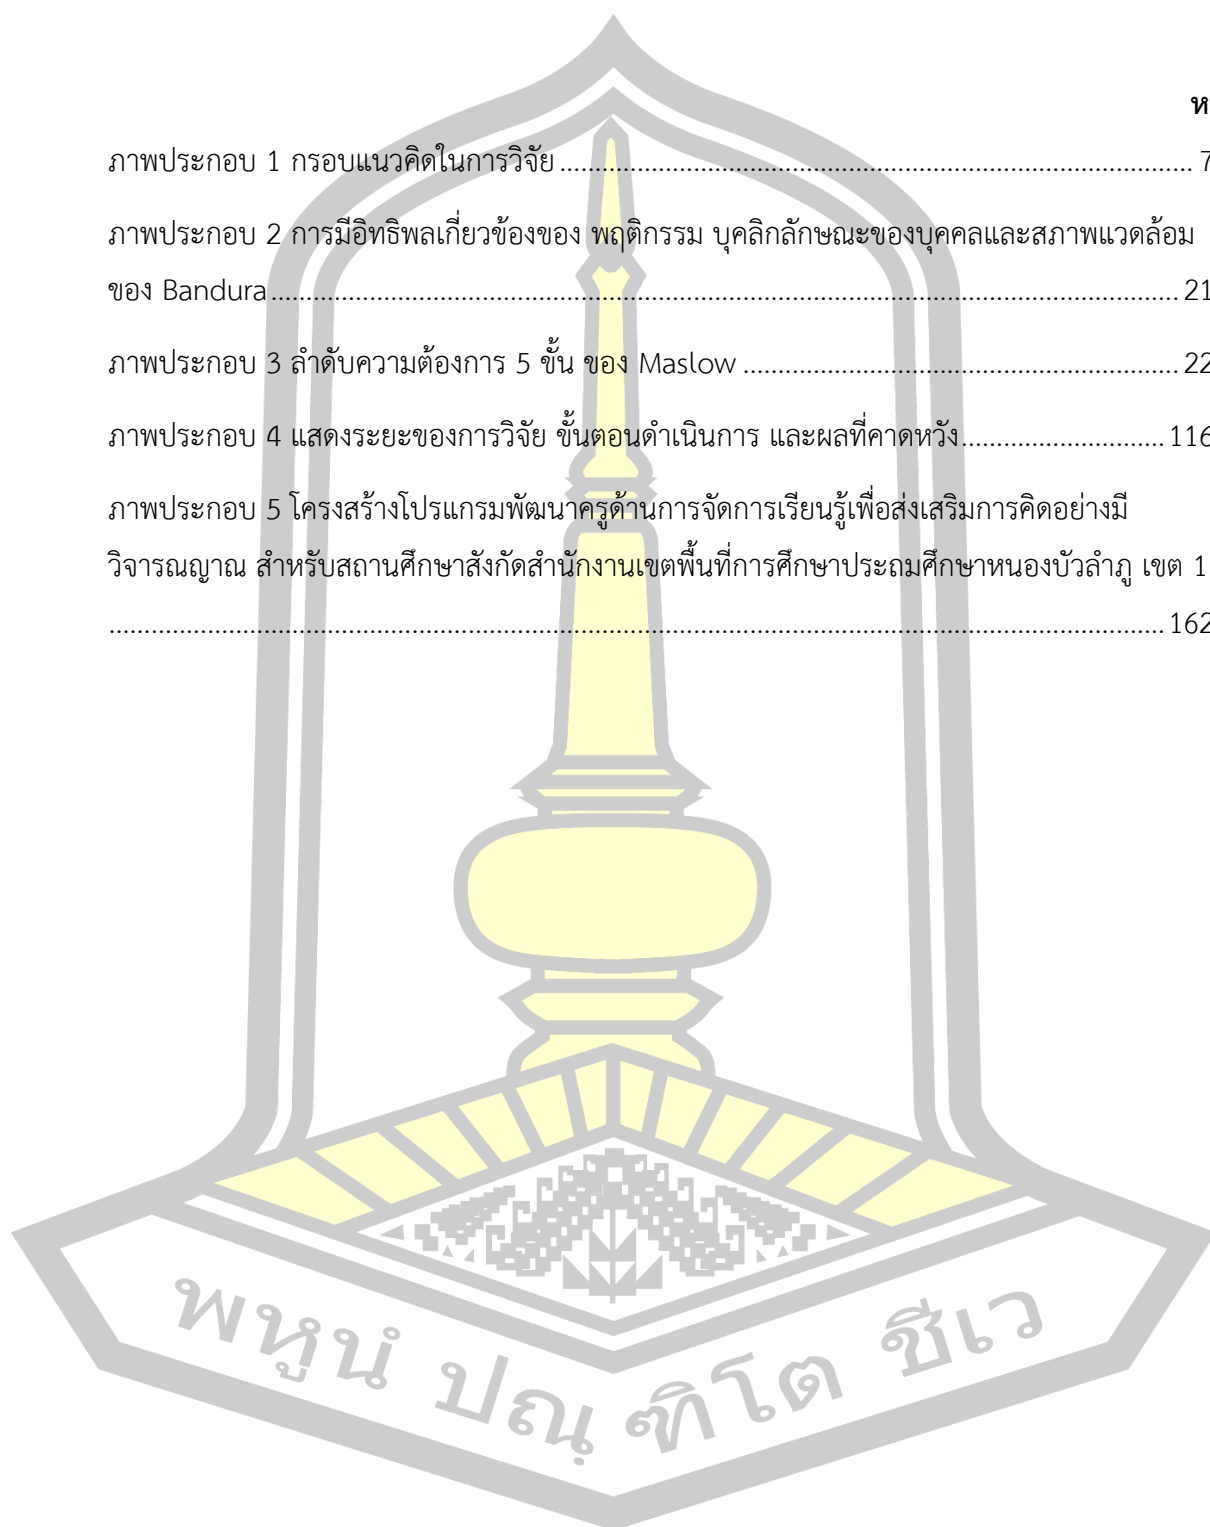 ห
ภาพประกอบ 1 กรอบแนวคิดในการวิจัย ........ 7
ภาพประกอบ 2 การมีอิทธิพลเกี่ยวข้องของ พฤติกรรม บุคลิกลักษณะของบุคคลและสภาพแวดล้อม
ของ Bandura ........ 21
ภาพประกอบ 3 ลำดับความต้องการ 5 ขั้น ของ Maslow ........ 22
ภาพประกอบ 4 แสดงระยะของการวิจัย ขั้นตอนดำเนินการ และผลที่คาดหวัง ........ 116
ภาพประกอบ 5 โครงสร้างโปรแกรมพัฒนาครูด้านการจัดการเรียนรู้เพื่อส่งเสริมการคิดอย่างมี
วิจารณญาณ สำหรับสถานศึกษาสังกัดสำนักงานเขตพื้นที่การศึกษาประถมศึกษาหนองบัวลำภู เขต 1
........ 162
พหูนํ ปณฺฑิโต ชีเว